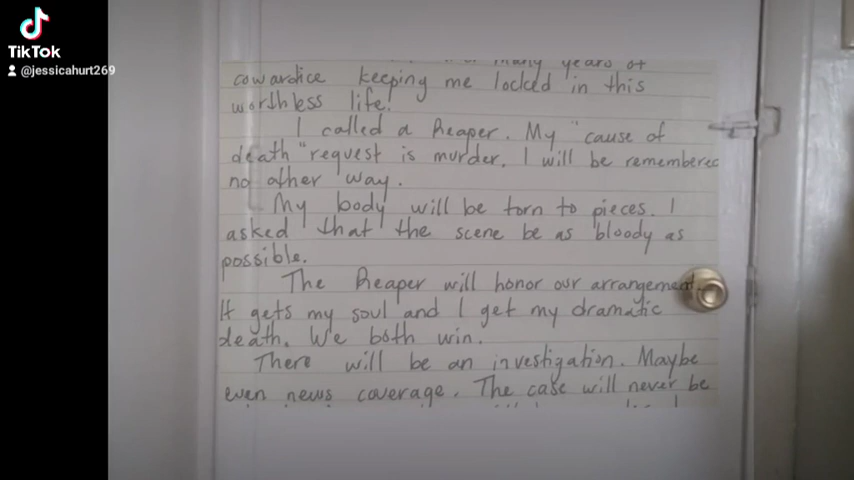 TikTok
@jessicahurt269
many years of
cowardice keeping me locked in this
worthless life!
I called a Reaper. My "cause of
death" request is murder. I will be remembered
no other way.
My body will be torn to pieces. I
asked that the scene be as bloody as
possible.
The Reaper will honor our arrangement.
It gets my soul and I get my dramatic
death. We both win.
There will be an investigation. Maybe
even news coverage. The case will never be